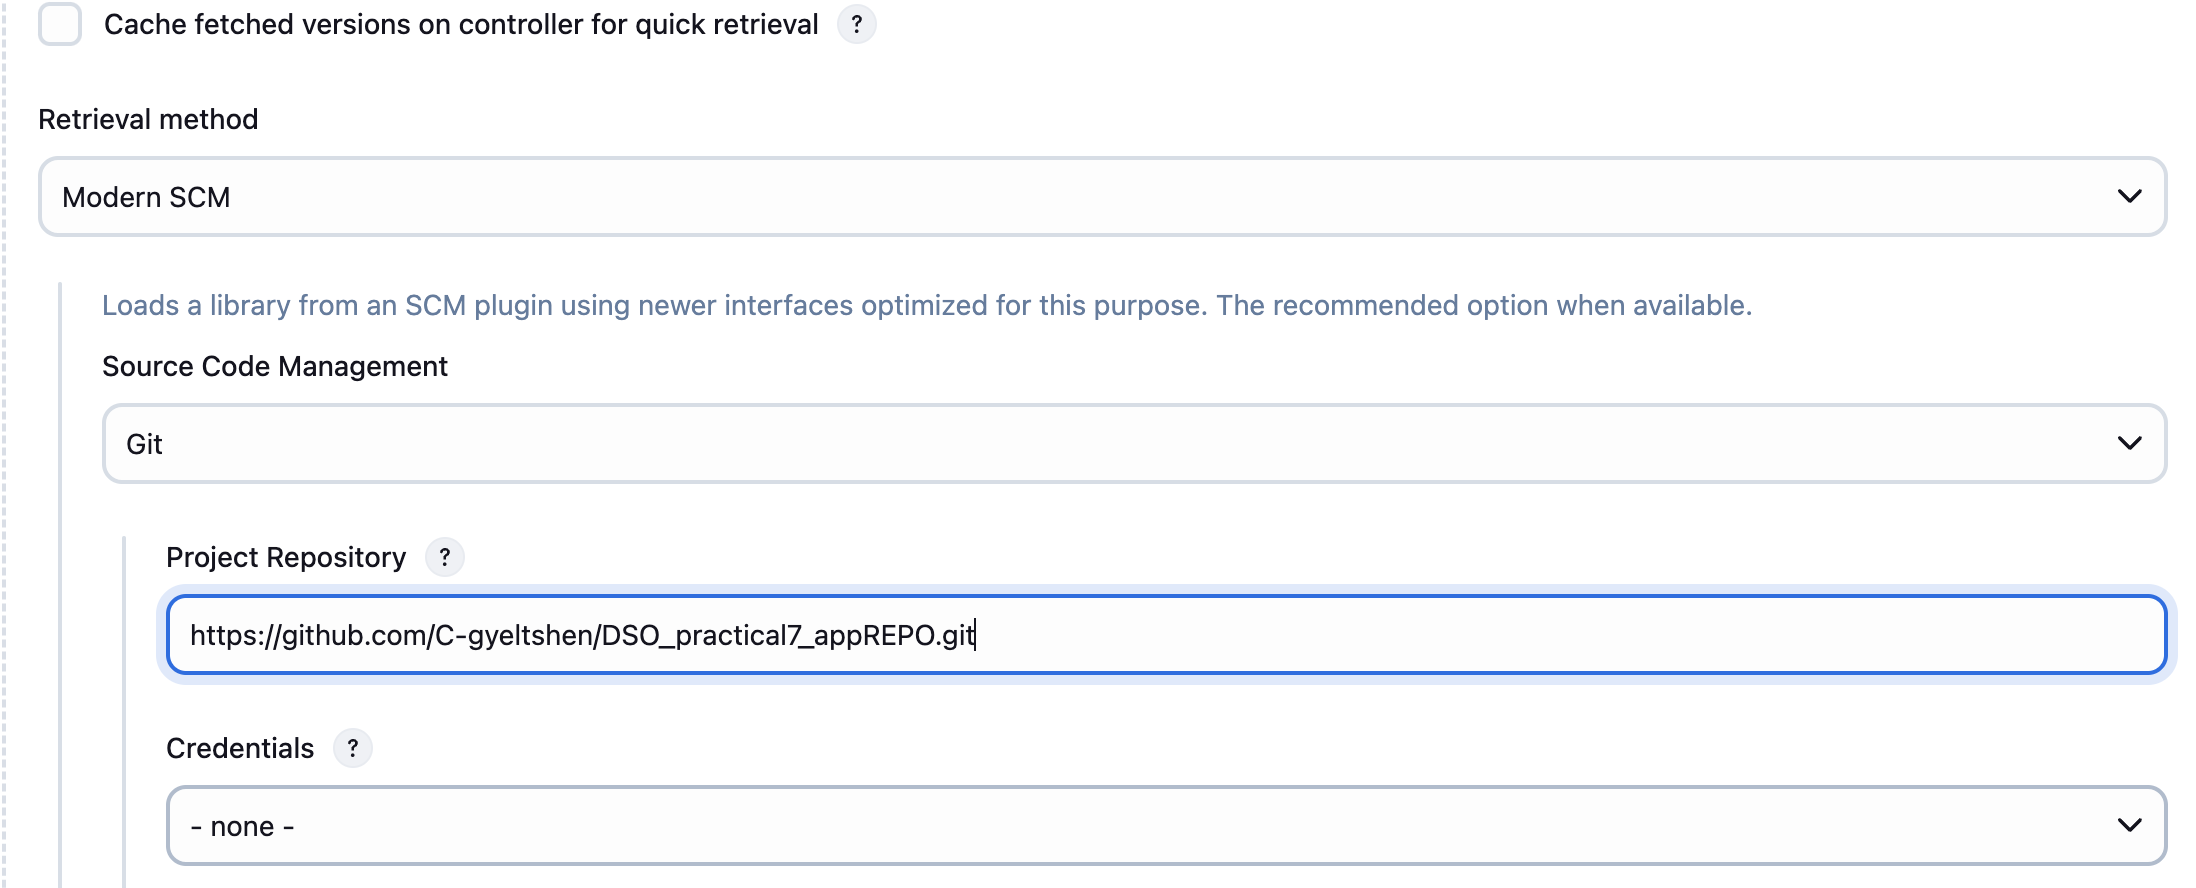 Cache fetched versions on controller for quick retrieval ?
Retrieval method
Modern SCM
Loads a library from an SCM plugin using newer interfaces optimized for this purpose. The recommended option when available.
Source Code Management
Git
Project Repository ?
https://github.com/C-gyeltshen/DSO_practical7_appREPO.git
Credentials ?
- none -